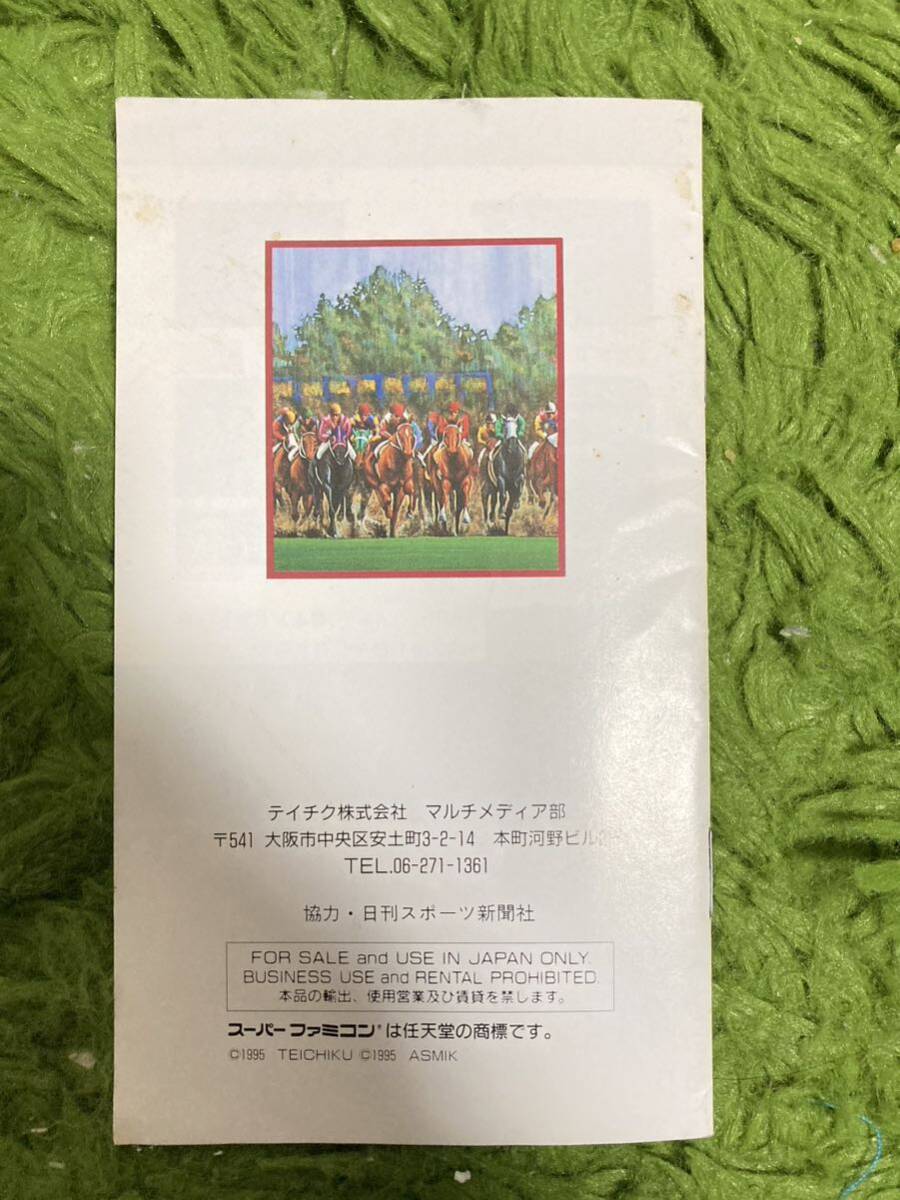 テイチク株式会社 マルチメディア部
〒541 大阪市中央区安土町3-2-14 本町河野ビル
TEL.06-271-1361
協力・日刊スポーツ新聞社
FOR SALE and USE IN JAPAN ONLY.
BUSINESS USE and RENTAL PROHIBITED.
本品の輸出、使用営業及び賃貸を禁じます。
スーパーファミコン®は任天堂の商標です。
©1995 TEICHIKU ©1995 ASMIK